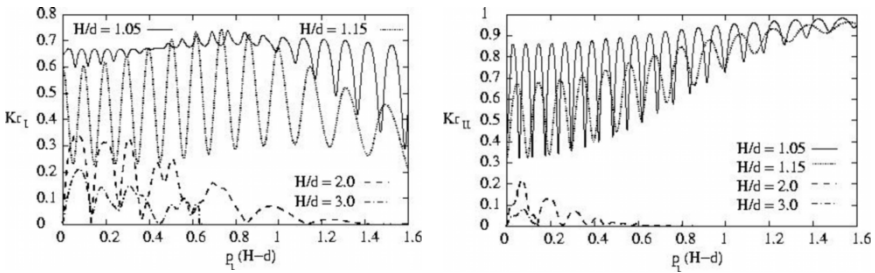 0.8
0.7
0.6
0.5
0.4
0.3
0.2
0.1
0
Kr_I
H/d = 1.05
H/d = 1.15
H/d = 2.0
H/d = 3.0
0 0.2 0.4 0.6 0.8 1 1.2 1.4 1.6
p_1 (H-d)
1
0.9
0.8
0.7
0.6
0.5
0.4
0.3
0.2
0.1
0
Kr_II
H/d = 1.05
H/d = 1.15
H/d = 2.0
H/d = 3.0
0 0.2 0.4 0.6 0.8 1 1.2 1.4 1.6
p_1 (H-d)